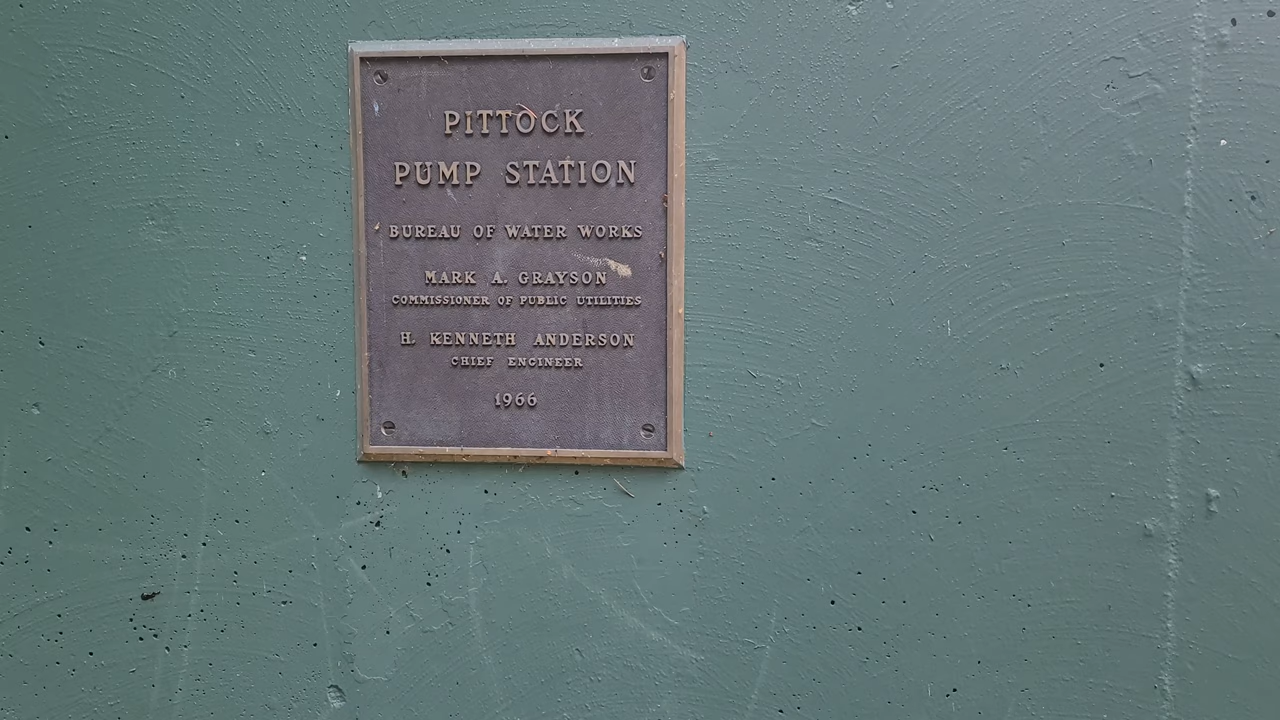 PITTOCK
PUMP STATION
BUREAU OF WATER WORKS
MARK A. GRAYSON
COMMISSIONER OF PUBLIC UTILITIES
H. KENNETH ANDERSON
CHIEF ENGINEER
1966